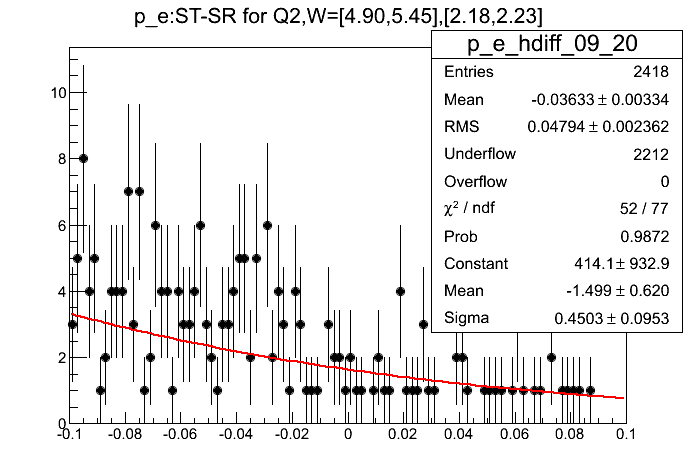 p_e:ST-SR for Q2,W=[4.90,5.45],[2.18,2.23]
p_e_hdiff_09_20
Entries 2418
Mean -0.03633 ± 0.00334
RMS 0.04794 ± 0.002362
Underflow 2212
Overflow 0
χ² / ndf 52 / 77
Prob 0.9872
Constant 414.1 ± 932.9
Mean -1.499 ± 0.620
Sigma 0.4503 ± 0.0953
10
8
6
4
2
0
-0.1 -0.08 -0.06 -0.04 -0.02 0 0.02 0.04 0.06 0.08 0.1